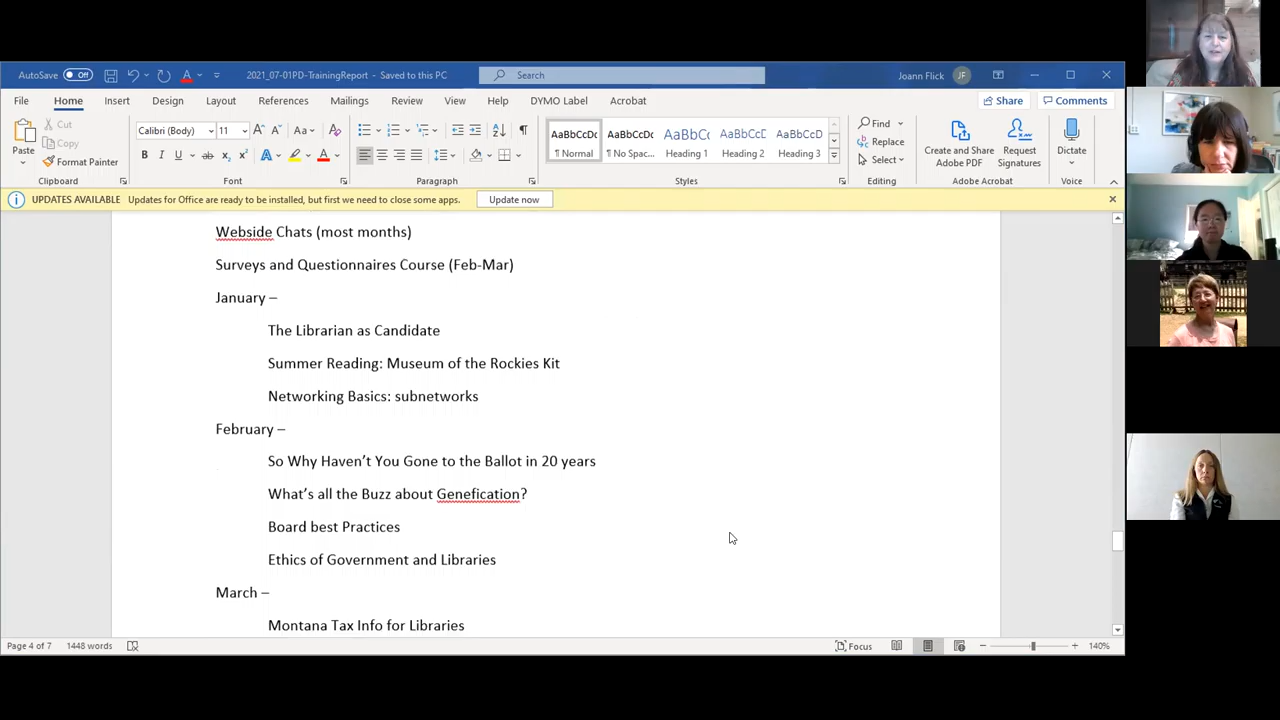 AutoSave Off 2021_07-01PD-TrainingReport - Saved to this PC Search Joann Flick JF
File Home Insert Design Layout References Mailings Review View Help DYMO Label Acrobat Share Comments
Paste Cut Copy Format Painter
Calibri (Body) 11
AaBbCcDc AaBbCcDc AaBbCc AaBbCcD AaBbCcD
¶ Normal ¶ No Spac... Heading 1 Heading 2 Heading 3
Find Replace Select
Create and Share Adobe PDF Request Signatures Dictate
Clipboard Font Paragraph Styles Editing Adobe Acrobat Voice
UPDATES AVAILABLE Updates for Office are ready to be installed, but first we need to close some apps. Update now
Webside Chats (most months)
Surveys and Questionnaires Course (Feb-Mar)
January –
The Librarian as Candidate
Summer Reading: Museum of the Rockies Kit
Networking Basics: subnetworks
February –
So Why Haven’t You Gone to the Ballot in 20 years
What’s all the Buzz about Genefication?
Board best Practices
Ethics of Government and Libraries
March –
Montana Tax Info for Libraries
Page 4 of 7 1448 words Focus 140%